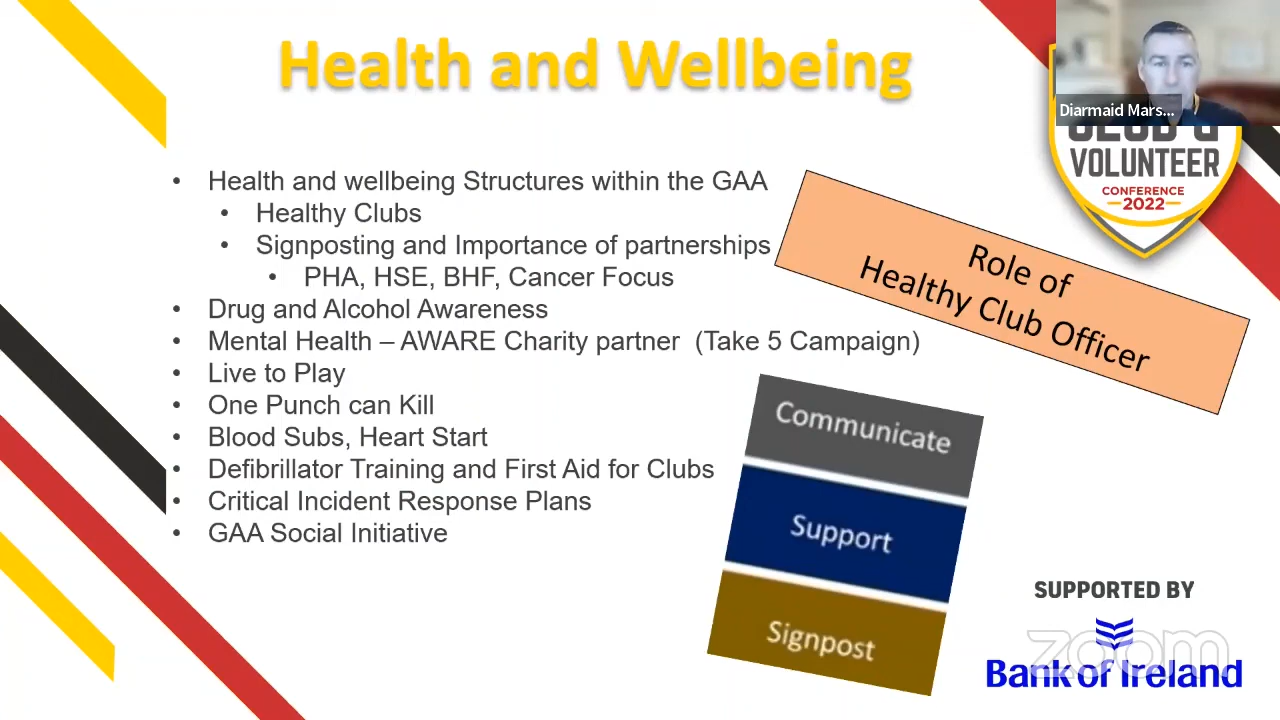 Health and Wellbeing
Diarmaid Mars...
VOLUNTEER
CONFERENCE
2022
• Health and wellbeing Structures within the GAA
• Healthy Clubs
• Signposting and Importance of partnerships
• PHA, HSE, BHF, Cancer Focus
• Drug and Alcohol Awareness
• Mental Health – AWARE Charity partner (Take 5 Campaign)
• Live to Play
• One Punch can Kill
• Blood Subs, Heart Start
• Defibrillator Training and First Aid for Clubs
• Critical Incident Response Plans
• GAA Social Initiative
Role of
Healthy Club Officer
Communicate
Support
Signpost
SUPPORTED BY
zoom
Bank of Ireland